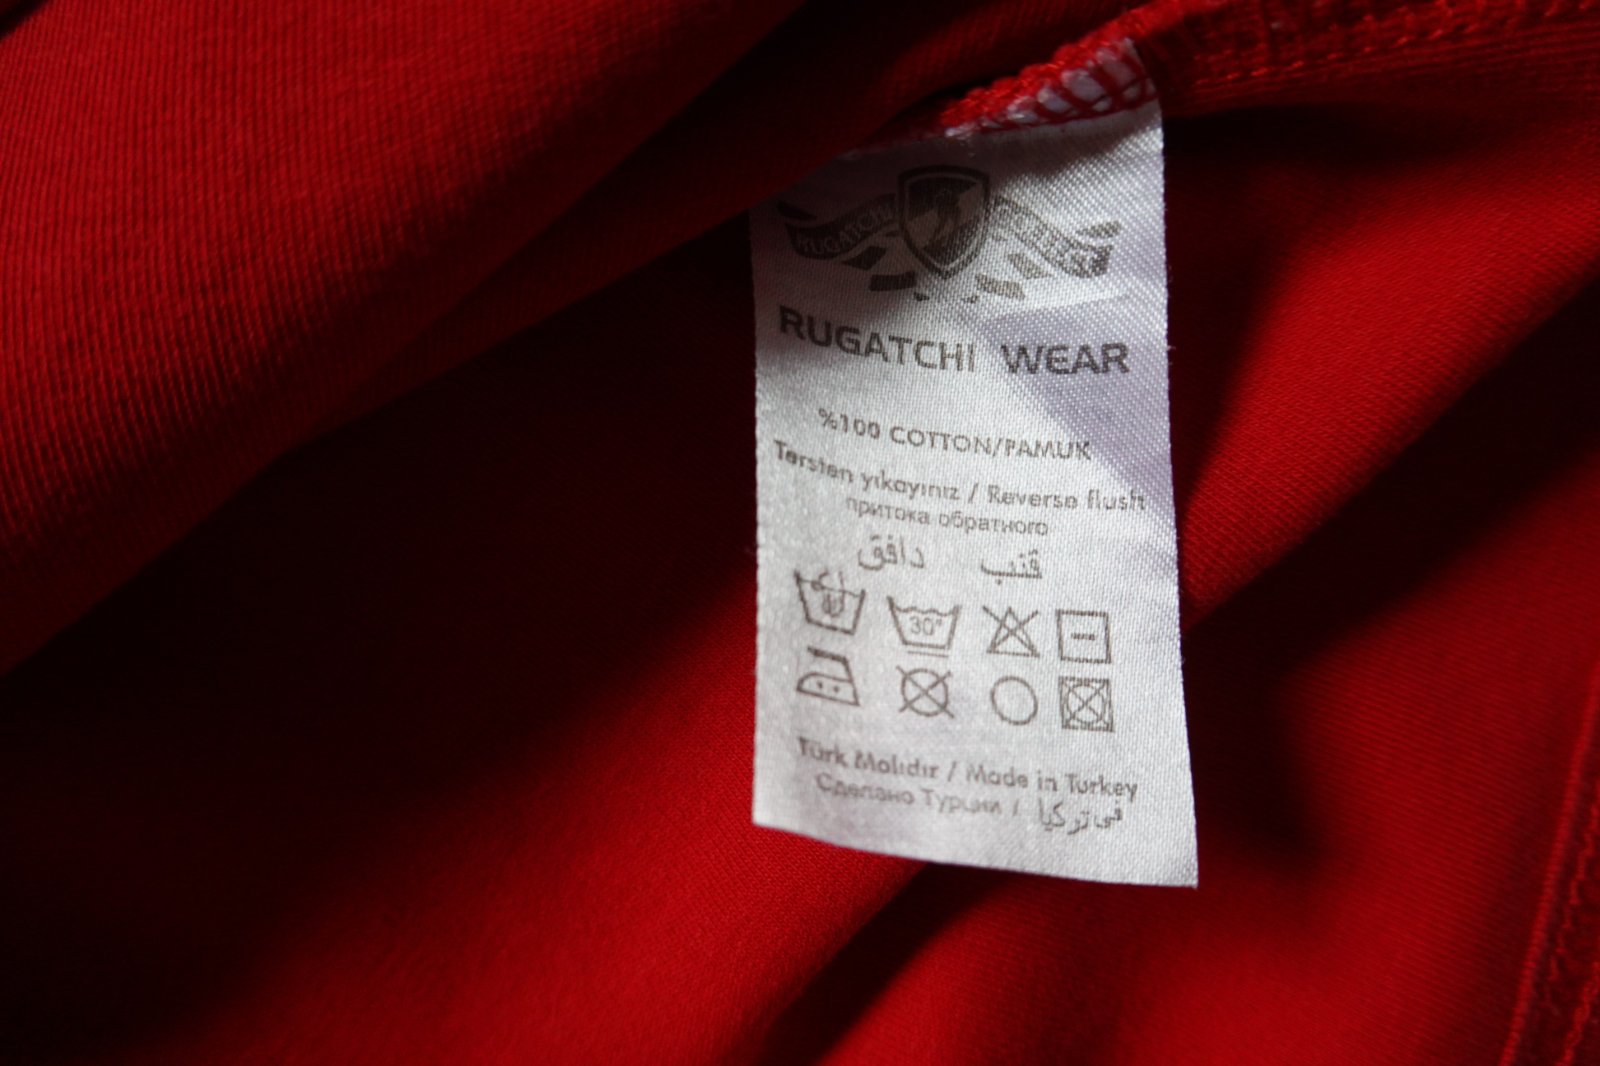 RUGATCHI
RUGATCHI WEAR
%100 COTTON/PAMUK
Tersten yıkayınız / Reverse flush
притока обратного
قنب دافق
30°
Türk Malıdır / Made in Turkey
Сделано Турции / في تركيا